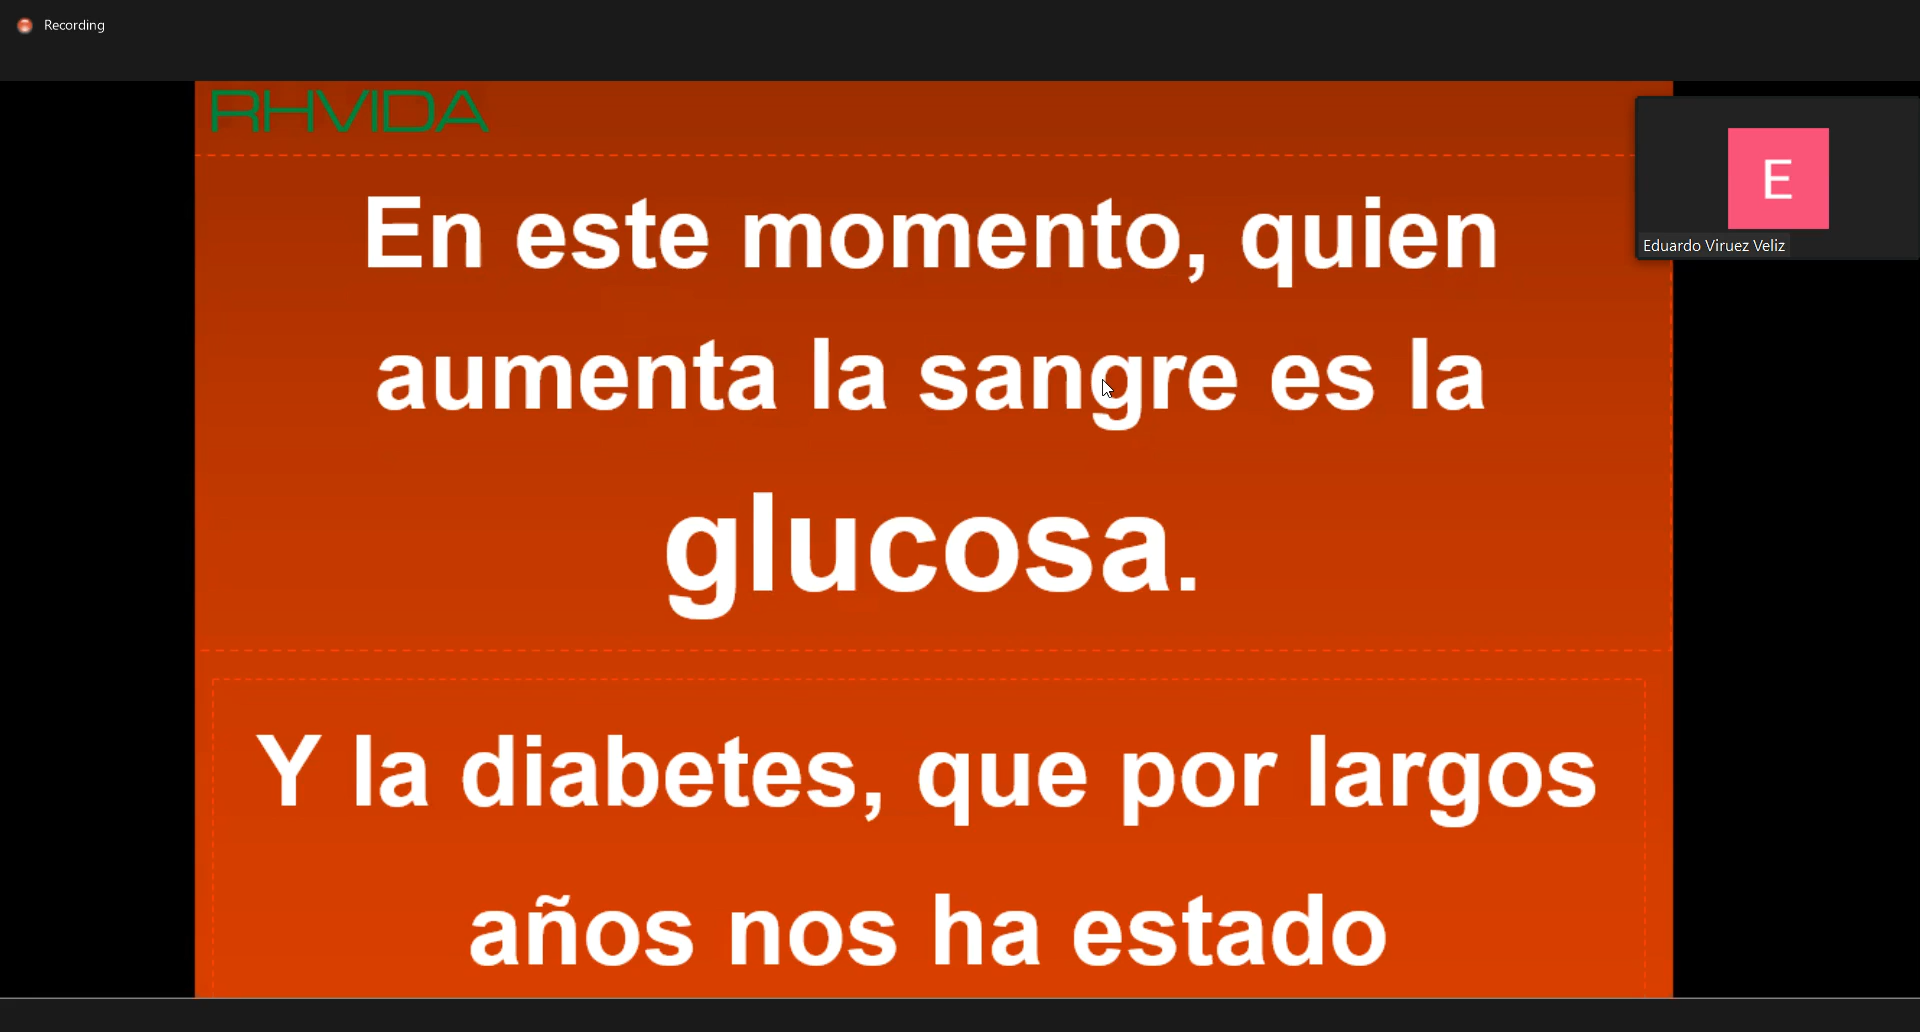 Recording
RHVIDA
En este momento, quien
aumenta la sangre es la
glucosa.
Y la diabetes, que por largos
años nos ha estado
E
Eduardo Viruez Veliz